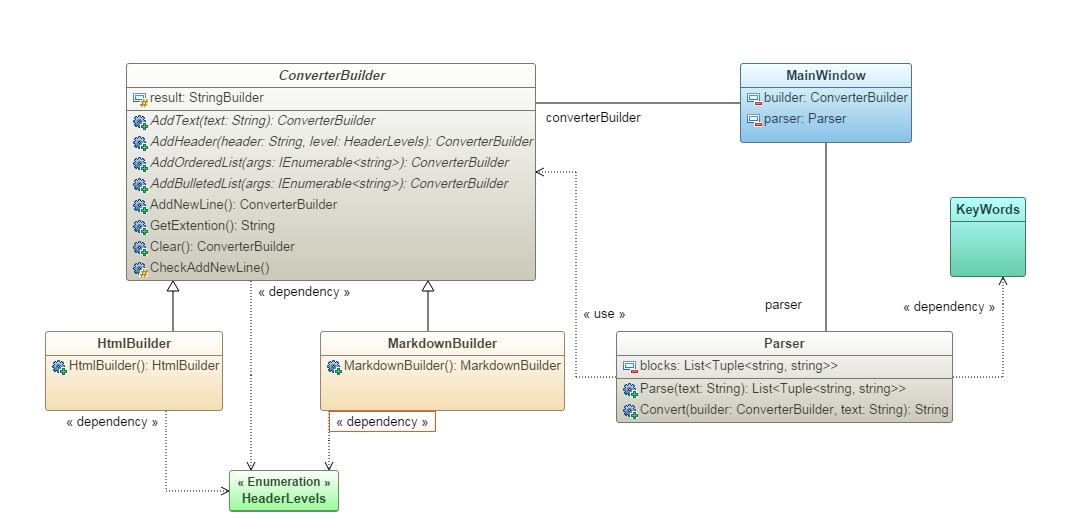 ConverterBuilder
result: StringBuilder
AddText(text: String): ConverterBuilder
AddHeader(header: String, level: HeaderLevels): ConverterBuilder
AddOrderedList(args: IEnumerable<string>): ConverterBuilder
AddBulletedList(args: IEnumerable<string>): ConverterBuilder
AddNewLine(): ConverterBuilder
GetExtention(): String
Clear(): ConverterBuilder
CheckAddNewLine()
converterBuilder
MainWindow
builder: ConverterBuilder
parser: Parser
KeyWords
« dependency »
« use »
parser
« dependency »
HtmlBuilder
HtmlBuilder(): HtmlBuilder
MarkdownBuilder
MarkdownBuilder(): MarkdownBuilder
Parser
blocks: List<Tuple<string, string>>
Parse(text: String): List<Tuple<string, string>>
Convert(builder: ConverterBuilder, text: String): String
« dependency »
« dependency »
« Enumeration »
HeaderLevels